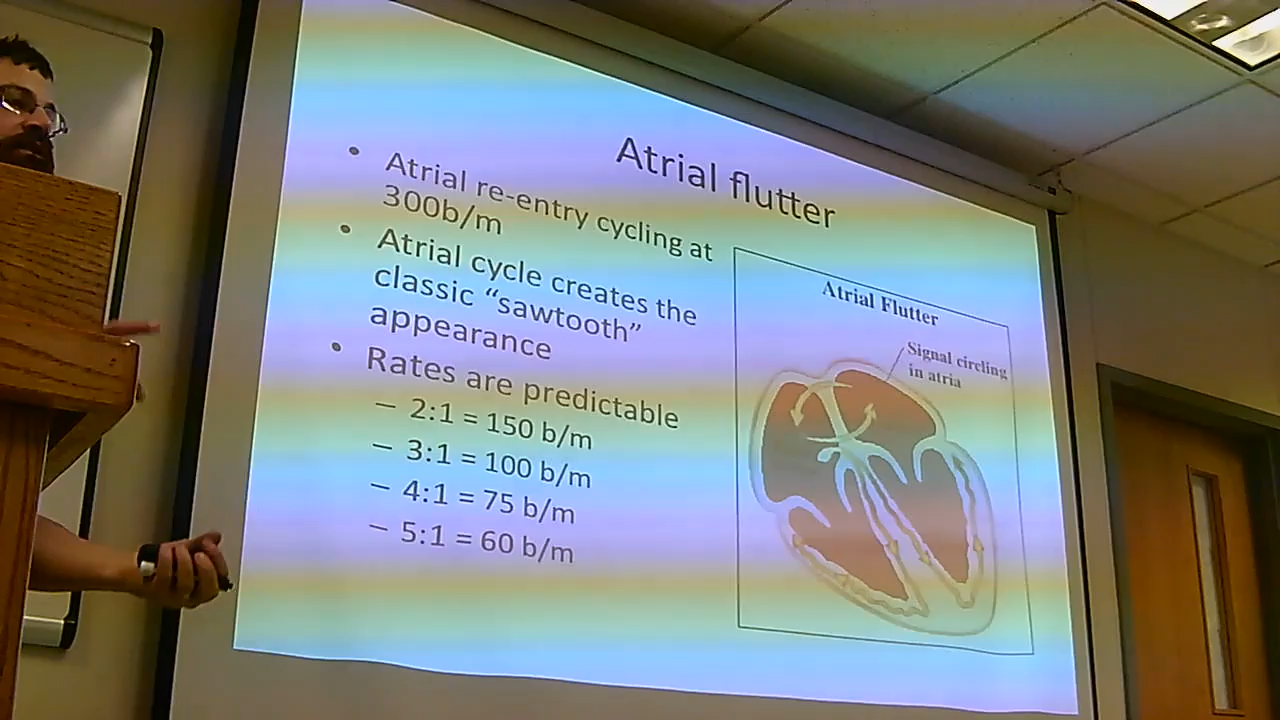 Atrial flutter
• Atrial re-entry cycling at
300b/m
• Atrial cycle creates the
classic “sawtooth”
appearance
• Rates are predictable
– 2:1 = 150 b/m
– 3:1 = 100 b/m
– 4:1 = 75 b/m
– 5:1 = 60 b/m
Atrial Flutter
Signal circling
in atria